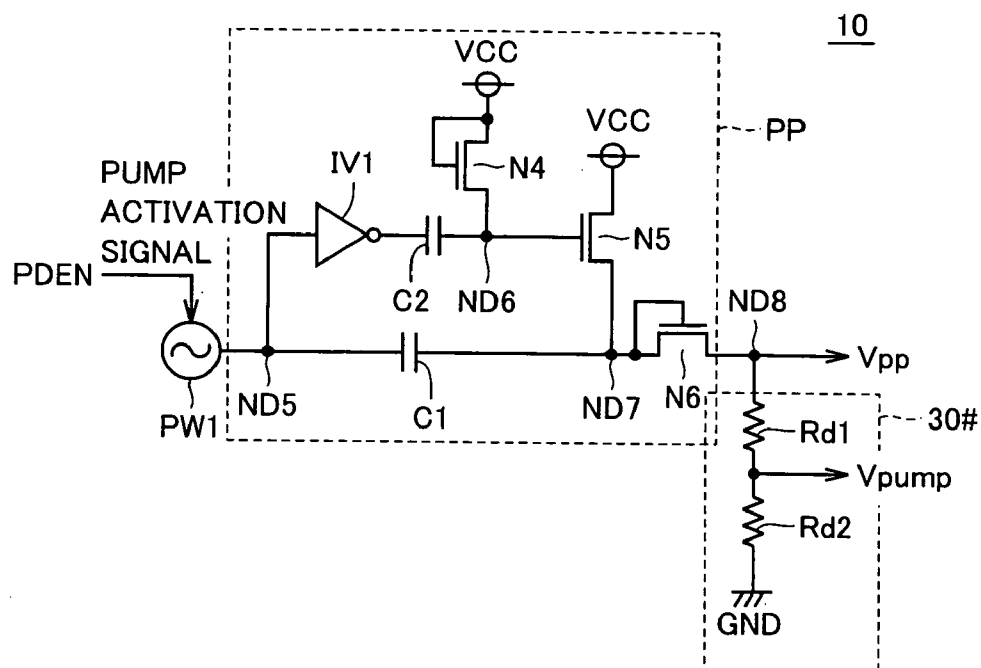 10
VCC
VCC
PP
IV1
N4
PUMP
ACTIVATION
SIGNAL
N5
PDEN
C2
ND6
ND8
Vpp
ND5
C1
ND7
N6
PW1
30#
Rd1
Vpump
Rd2
GND